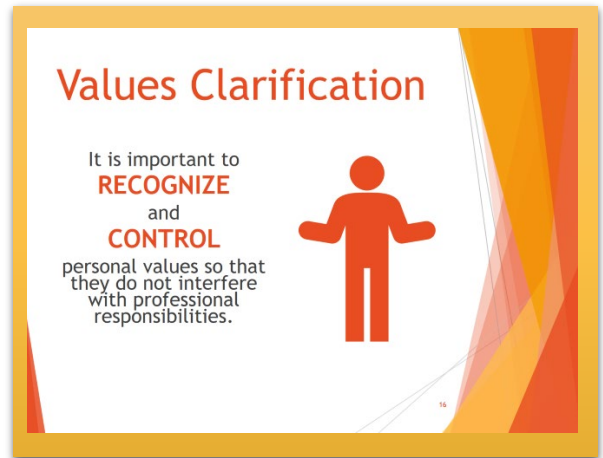 Values Clarification
It is important to
RECOGNIZE
and
CONTROL
personal values so that
they do not interfere
with professional
responsibilities.
16